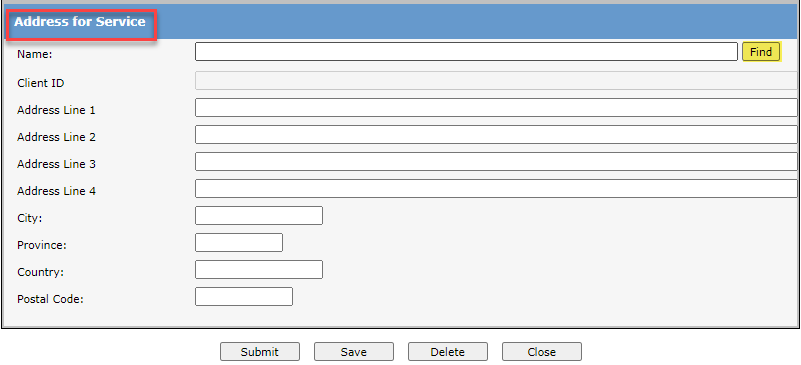 Address for Service
Name: Find
Client ID
Address Line 1
Address Line 2
Address Line 3
Address Line 4
City:
Province:
Country:
Postal Code:
Submit Save Delete Close